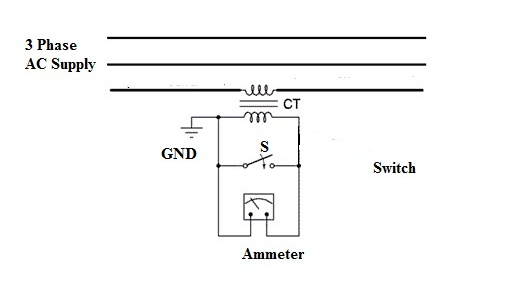 3 Phase
AC Supply
CT
GND
S
Switch
Ammeter